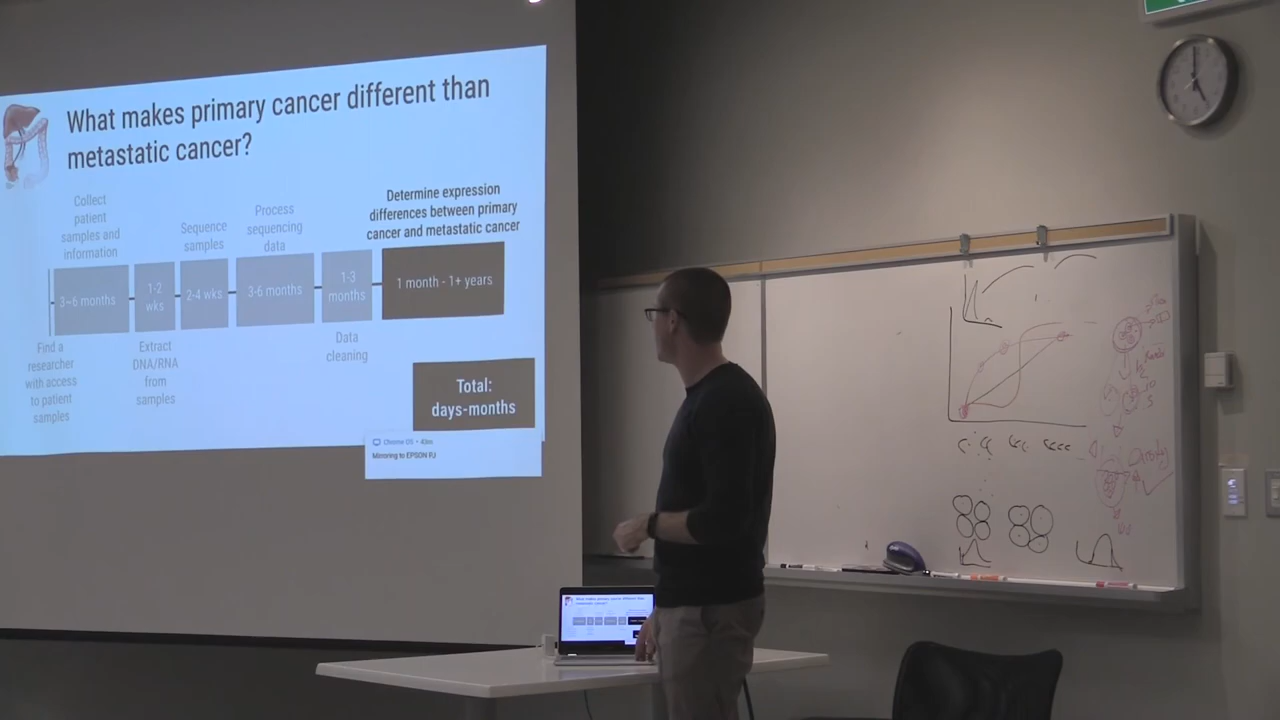 What makes primary cancer different than
metastatic cancer?
Collect
patient
samples and
information
Sequence
samples
Process
sequencing
data
Determine expression
differences between primary
cancer and metastatic cancer
3-6 months
1-2
wks
2-4 wks
3-6 months
1-3
months
1 month - 1+ years
Find a
researcher
with access
to patient
samples
Extract
DNA/RNA
from
samples
Data
cleaning
Total:
days-months
Chrome OS • 43m
Mirroring to EPSON PJ